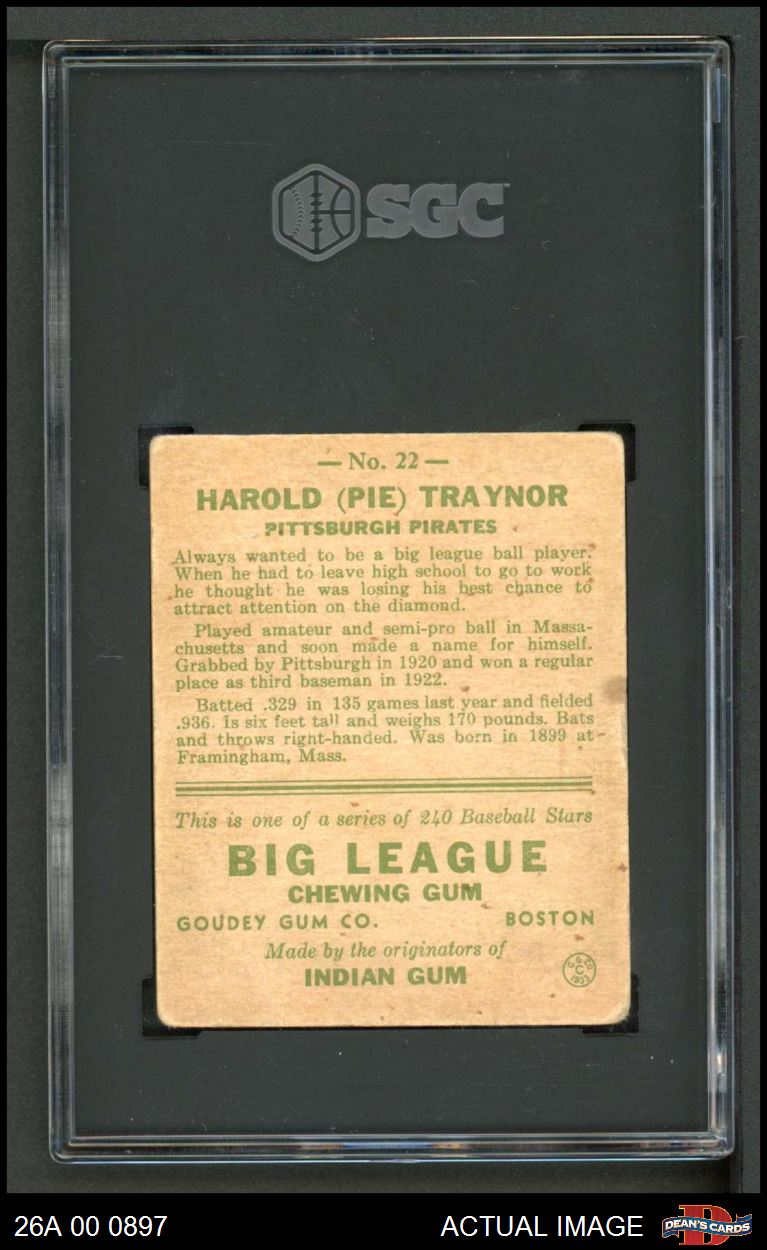 SGC
— No. 22 —
HAROLD (PIE) TRAYNOR
PITTSBURGH PIRATES
Always wanted to be a big league ball player.
When he had to leave high school to go to work
he thought he was losing his best chance to
attract attention on the diamond.
Played amateur and semi-pro ball in Massa-
chusetts and soon made a name for himself.
Grabbed by Pittsburgh in 1920 and won a regular
place as third baseman in 1922.
Batted .329 in 135 games last year and fielded
.936. Is six feet tall and weighs 170 pounds. Bats
and throws right-handed. Was born in 1899 at
Framingham, Mass.
This is one of a series of 240 Baseball Stars
BIG LEAGUE
CHEWING GUM
GOUDEY GUM CO. BOSTON
Made by the originators of
INDIAN GUM
G. G. CO.
C
1933
26A 00 0897 ACTUAL IMAGE DEAN'S CARDS